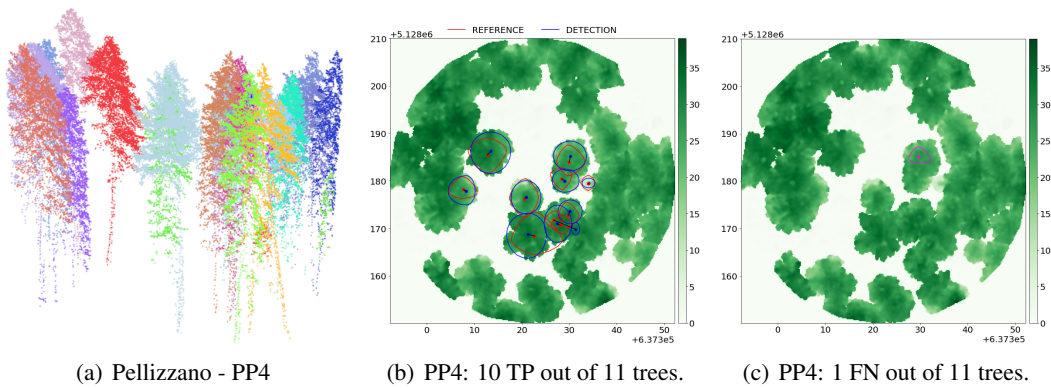 REFERENCE DETECTION
+5.128e6
210
200
190
180
170
160
0 10 20 30 40 50
+6.373e5
35
30
25
20
15
10
5
0
+5.128e6
210
200
190
180
170
160
0 10 20 30 40 50
+6.373e5
35
30
25
20
15
10
5
0
(a) Pellizzano - PP4
(b) PP4: 10 TP out of 11 trees.
(c) PP4: 1 FN out of 11 trees.